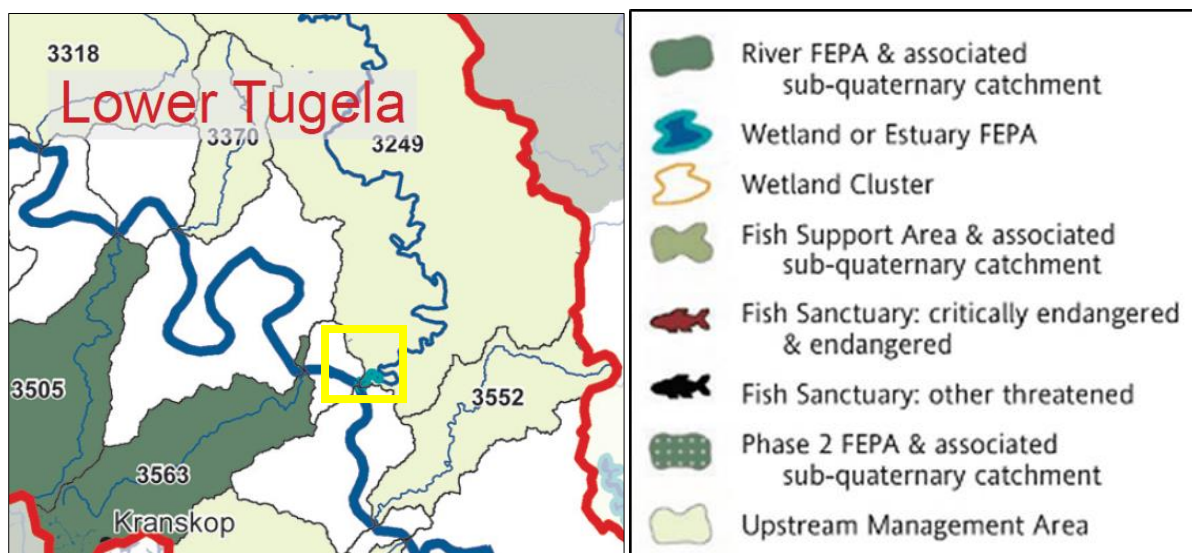 3318
Lower Tugela
3370
3249
3505
3552
3563
Kranskop
River FEPA & associated
sub-quaternary catchment
Wetland or Estuary FEPA
Wetland Cluster
Fish Support Area & associated
sub-quaternary catchment
Fish Sanctuary: critically endangered
& endangered
Fish Sanctuary: other threatened
Phase 2 FEPA & associated
sub-quaternary catchment
Upstream Management Area